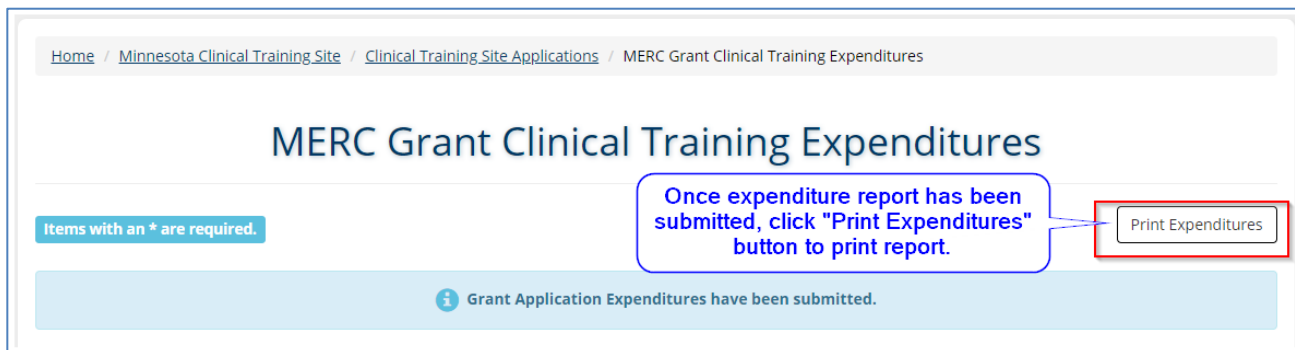 Home / Minnesota Clinical Training Site / Clinical Training Site Applications / MERC Grant Clinical Training Expenditures
MERC Grant Clinical Training Expenditures
Once expenditure report has been
submitted, click "Print Expenditures"
button to print report.
Items with an * are required.
Print Expenditures
Grant Application Expenditures have been submitted.